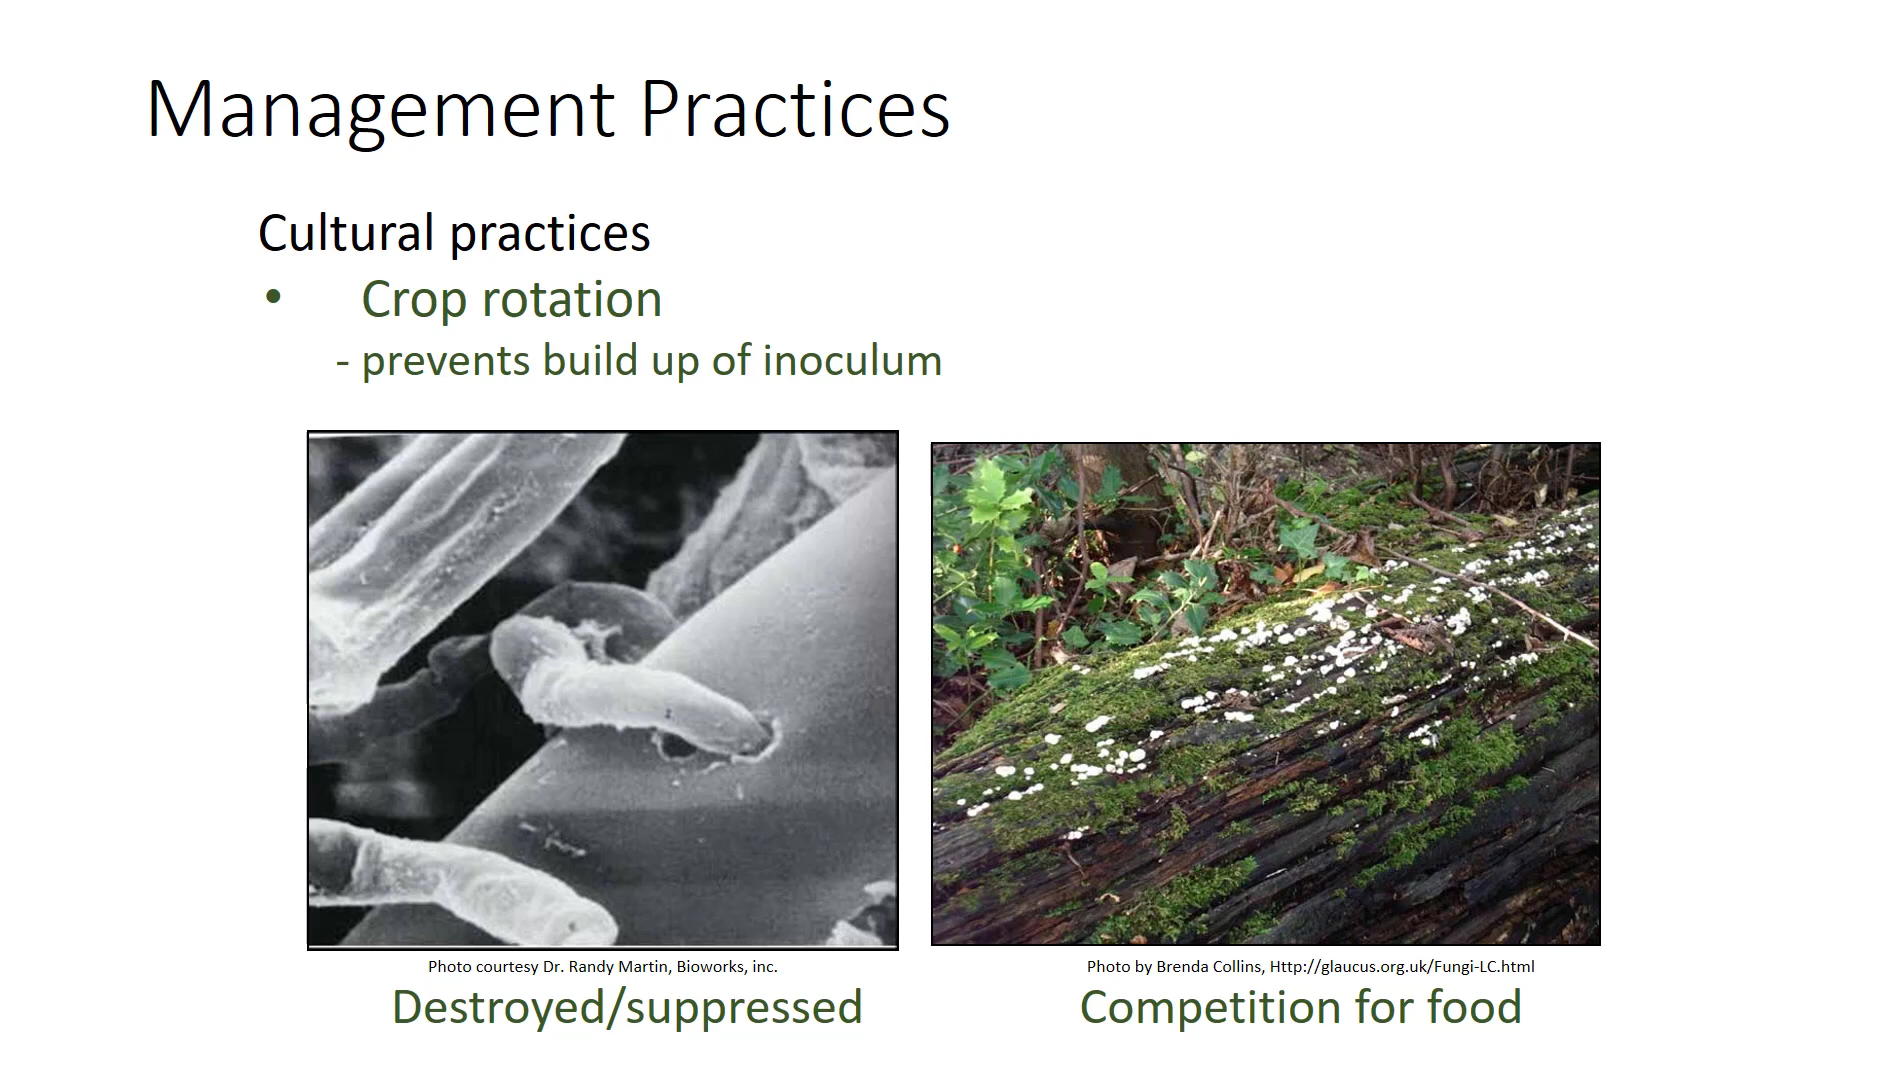 Management Practices
Cultural practices
• Crop rotation
- prevents build up of inoculum
Photo courtesy Dr. Randy Martin, Bioworks, inc.
Photo by Brenda Collins, Http://glaucus.org.uk/Fungi-LC.html
Destroyed/suppressed
Competition for food